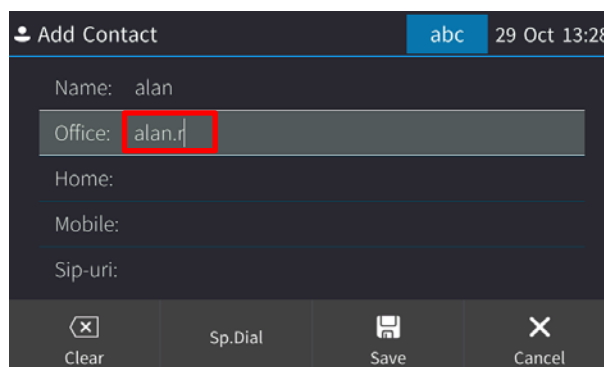 Add Contact abc 29 Oct 13:28
Name: alan
Office: alan.r
Home:
Mobile:
Sip-uri:
Clear Sp.Dial Save Cancel